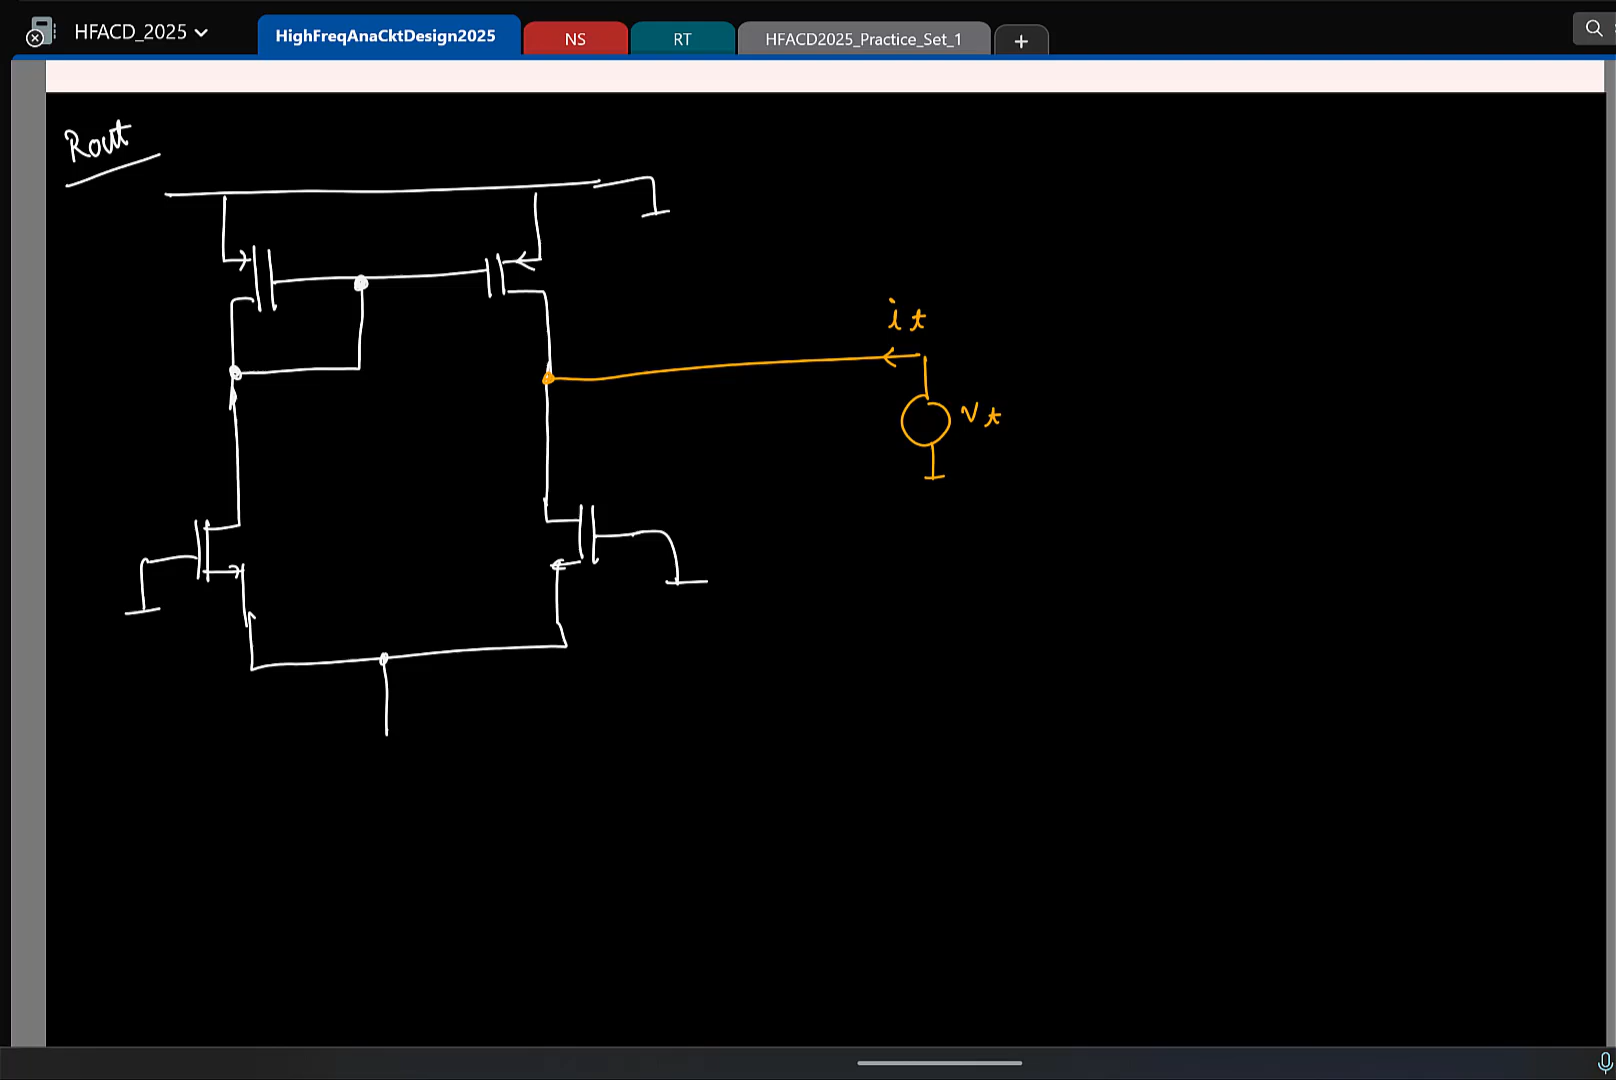 HFACD_2025
HighFreqAnaCktDesign2025
NS
RT
HFACD2025_Practice_Set_1
+
Rout
it
vt